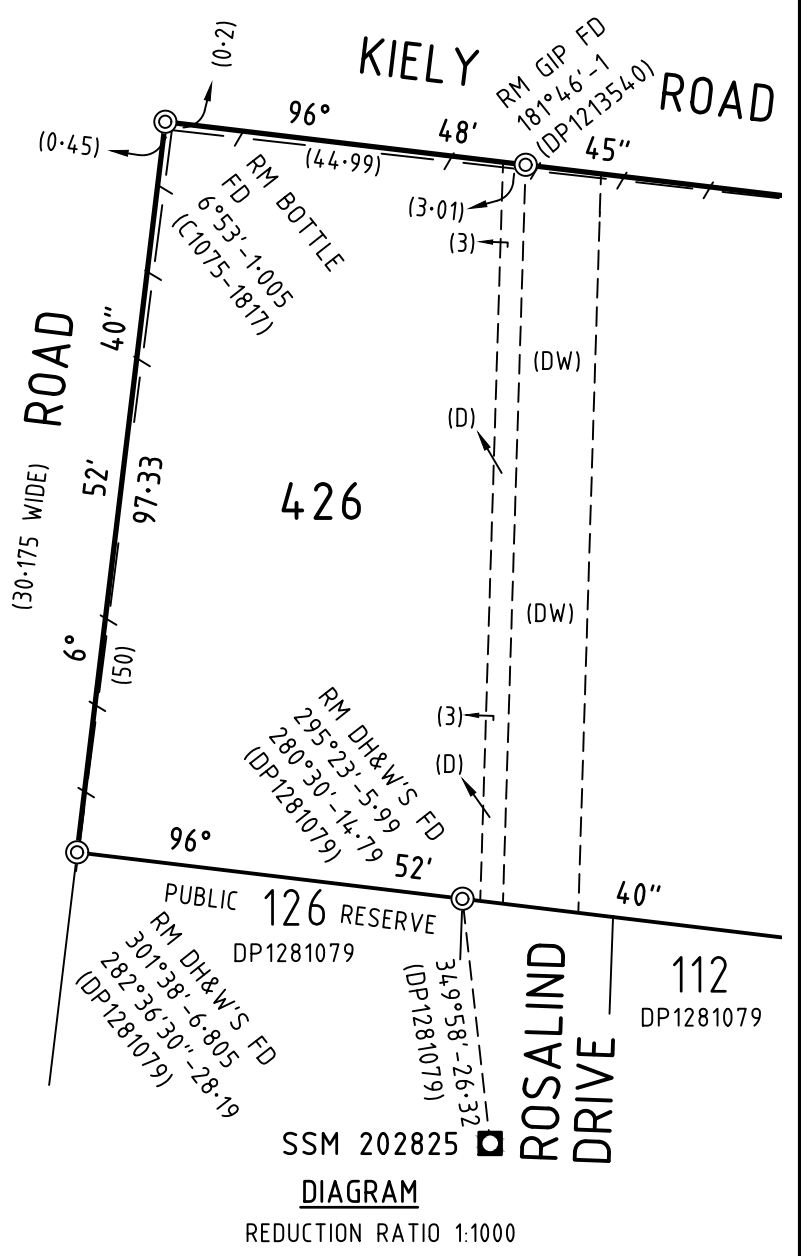 KIELY ROAD
(0·2)
(0·45)
96° 48' 45"
(44·99)
RM GIP FD
181°46'-1
(DP1213540)
RM BOTTLE
FD
6°53'-1·005
(C1075-1817)
(3·01)
(3)
(DW)
(D)
ROAD
(30·175 WIDE)
6° 52' 40"
97·33
(50)
426
(DW)
(3)
(D)
RM DH&W'S FD
295°23'-5·99
280°30'-14·79
(DP1281079)
96° 52' 40"
PUBLIC 126 RESERVE
DP1281079
RM DH&W'S FD
301°38'-6·805
282°36'30"-28·19
(DP1281079)
349°58'-26·32
(DP1281079)
ROSALIND
DRIVE
112
DP1281079
SSM 202825
DIAGRAM
REDUCTION RATIO 1:1000